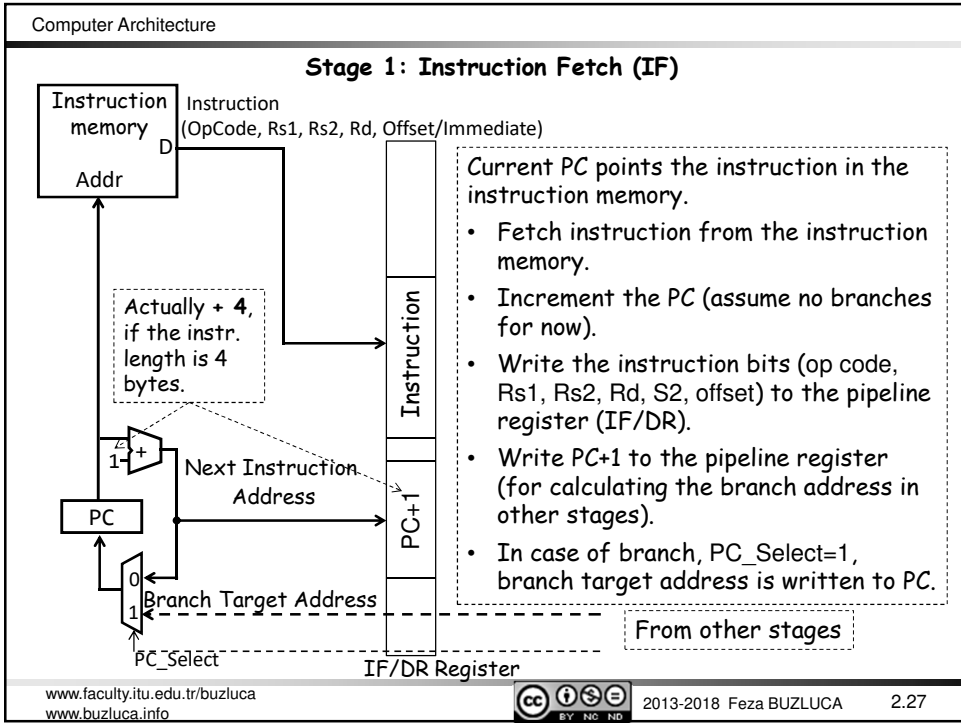 Computer Architecture
Stage 1: Instruction Fetch (IF)
Instruction
memory
D
Addr
Instruction
(OpCode, Rs1, Rs2, Rd, Offset/Immediate)
Actually + 4,
if the instr.
length is 4
bytes.
1
+
Next Instruction
Address
PC
0
1
Branch Target Address
PC_Select
Instruction
PC+1
IF/DR Register
Current PC points the instruction in the
instruction memory.
• Fetch instruction from the instruction
memory.
• Increment the PC (assume no branches
for now).
• Write the instruction bits (op code,
Rs1, Rs2, Rd, S2, offset) to the pipeline
register (IF/DR).
• Write PC+1 to the pipeline register
(for calculating the branch address in
other stages).
• In case of branch, PC_Select=1,
branch target address is written to PC.
From other stages
www.faculty.itu.edu.tr/buzluca
www.buzluca.info
cc
BY NC ND
2013-2018 Feza BUZLUCA
2.27